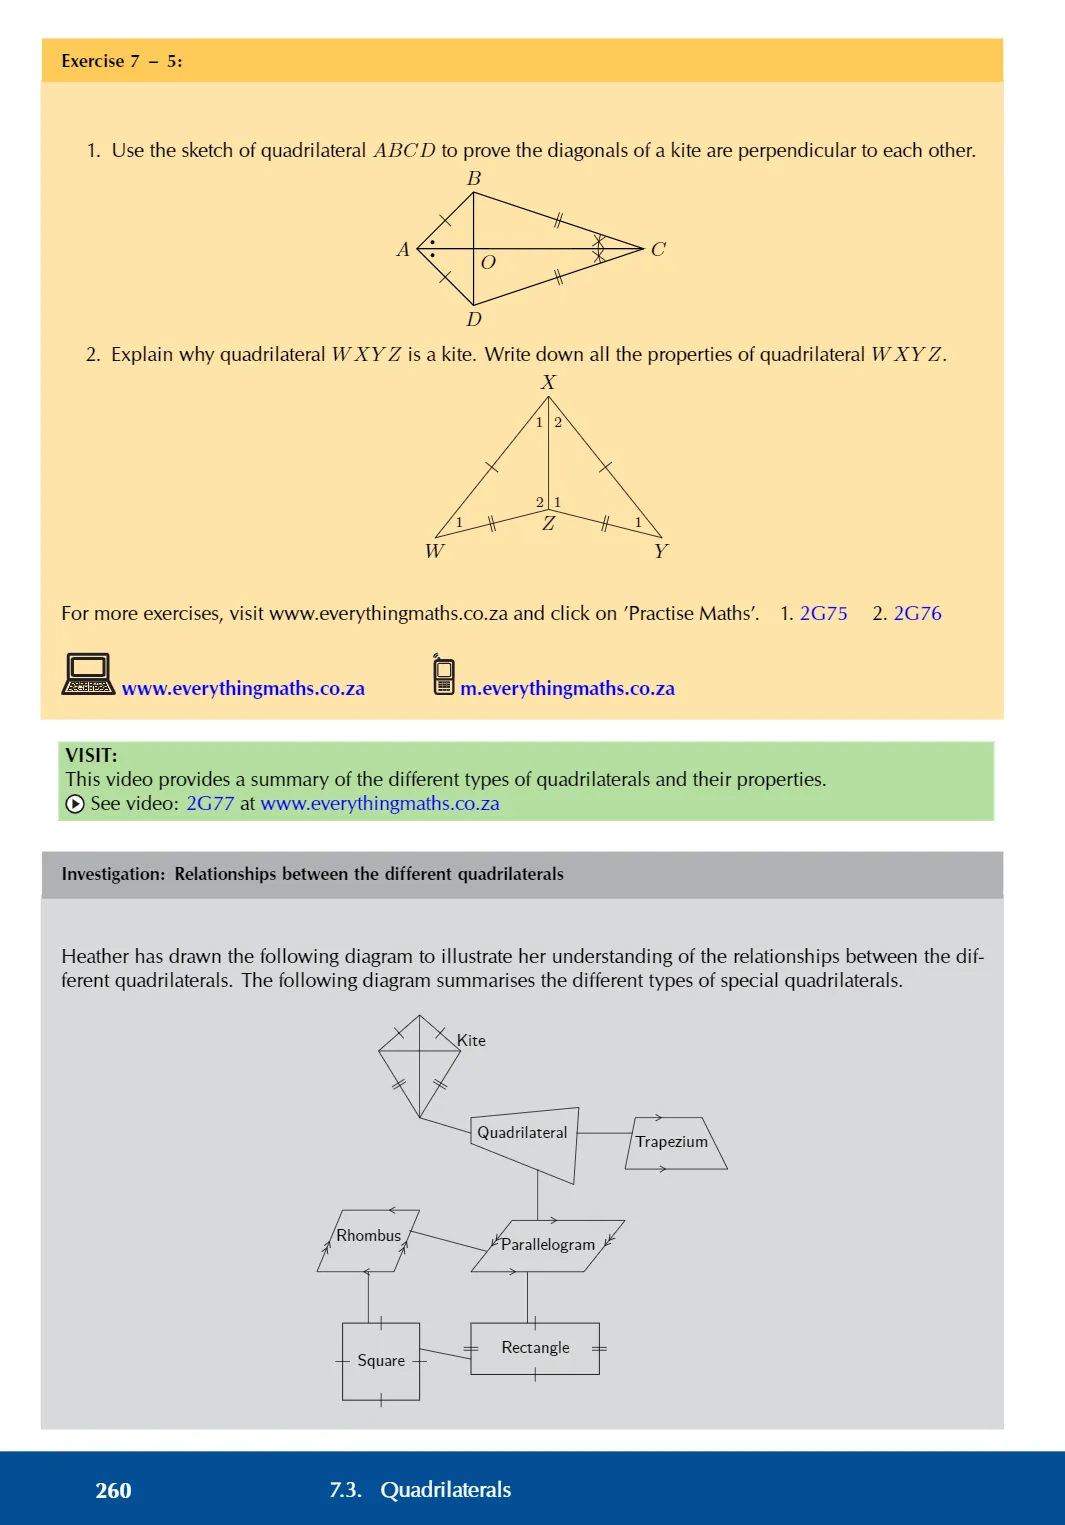 Exercise 7 – 5:
1. Use the sketch of quadrilateral ABCD to prove the diagonals of a kite are perpendicular to each other.
B
A
O
C
D
2. Explain why quadrilateral WXYZ is a kite. Write down all the properties of quadrilateral WXYZ.
X
1 2
2 1
1 Z 1
W Y
For more exercises, visit www.everythingmaths.co.za and click on ’Practise Maths’. 1. 2G75 2. 2G76
www.everythingmaths.co.za m.everythingmaths.co.za
VISIT:
This video provides a summary of the different types of quadrilaterals and their properties.
See video: 2G77 at www.everythingmaths.co.za
Investigation: Relationships between the different quadrilaterals
Heather has drawn the following diagram to illustrate her understanding of the relationships between the dif-
ferent quadrilaterals. The following diagram summarises the different types of special quadrilaterals.
Kite
Quadrilateral
Trapezium
Rhombus
Parallelogram
Rectangle
Square
260 7.3. Quadrilaterals